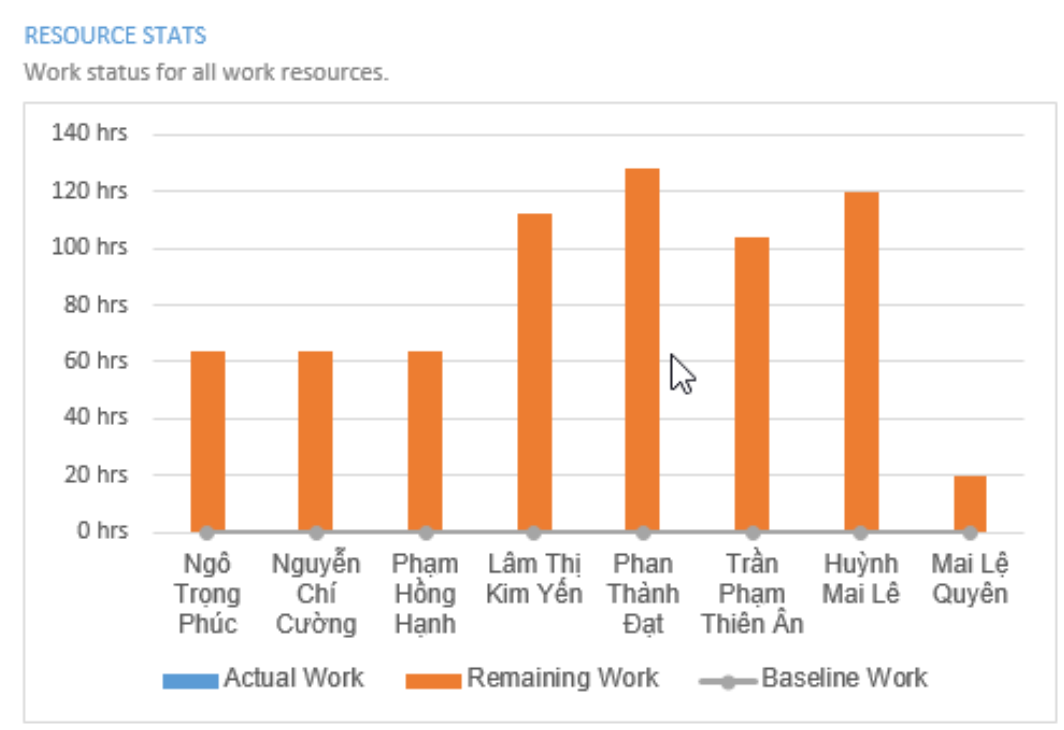 RESOURCE STATS
Work status for all work resources.
140 hrs
120 hrs
100 hrs
80 hrs
60 hrs
40 hrs
20 hrs
0 hrs
Ngô Trọng Phúc
Nguyễn Chí Cường
Phạm Hồng Hạnh
Lâm Thị Kim Yến
Phan Thành Đạt
Trần Phạm Thiên Ân
Huỳnh Mai Lê
Mai Lệ Quyên
Actual Work
Remaining Work
Baseline Work